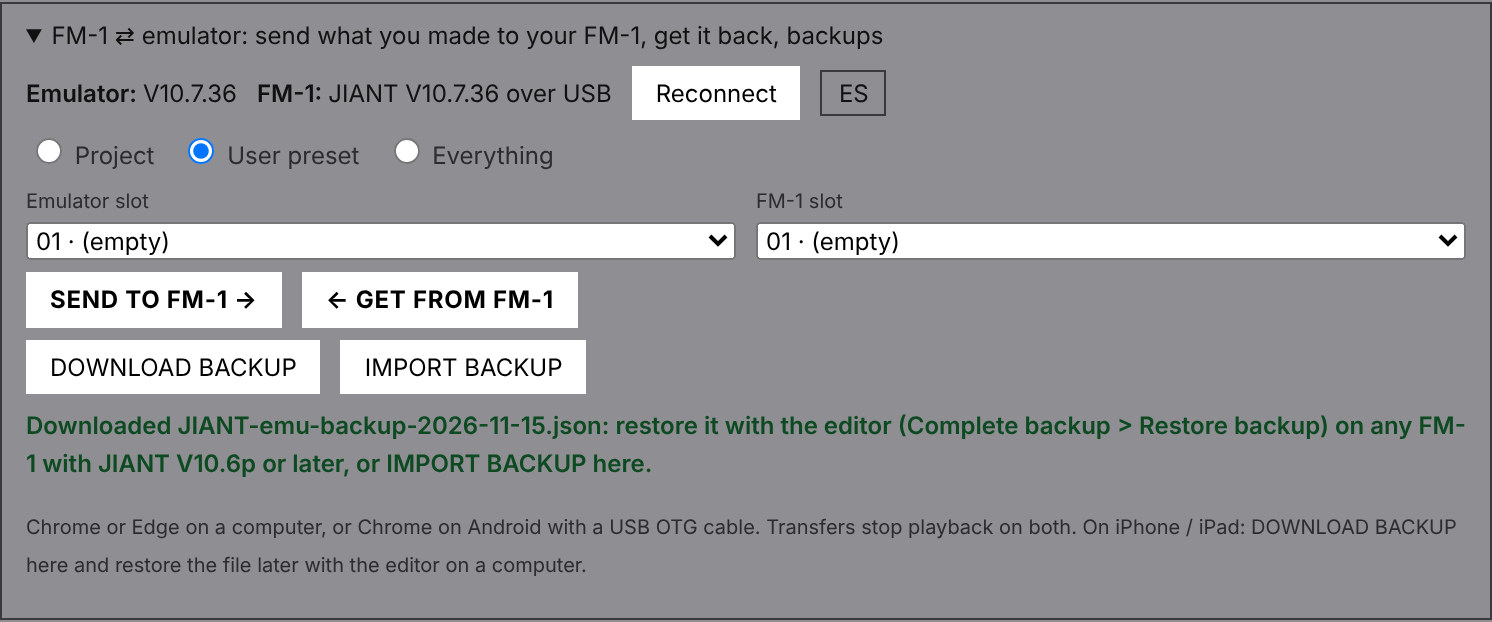 ▼ FM-1 ⇄ emulator: send what you made to your FM-1, get it back, backups
Emulator: V10.7.36 FM-1: JIANT V10.7.36 over USB Reconnect ES
Project User preset Everything
Emulator slot FM-1 slot
01 · (empty) 01 · (empty)
SEND TO FM-1 → ← GET FROM FM-1
DOWNLOAD BACKUP IMPORT BACKUP
Downloaded JIANT-emu-backup-2026-11-15.json: restore it with the editor (Complete backup > Restore backup) on any FM-
1 with JIANT V10.6p or later, or IMPORT BACKUP here.
Chrome or Edge on a computer, or Chrome on Android with a USB OTG cable. Transfers stop playback on both. On iPhone / iPad: DOWNLOAD BACKUP
here and restore the file later with the editor on a computer.